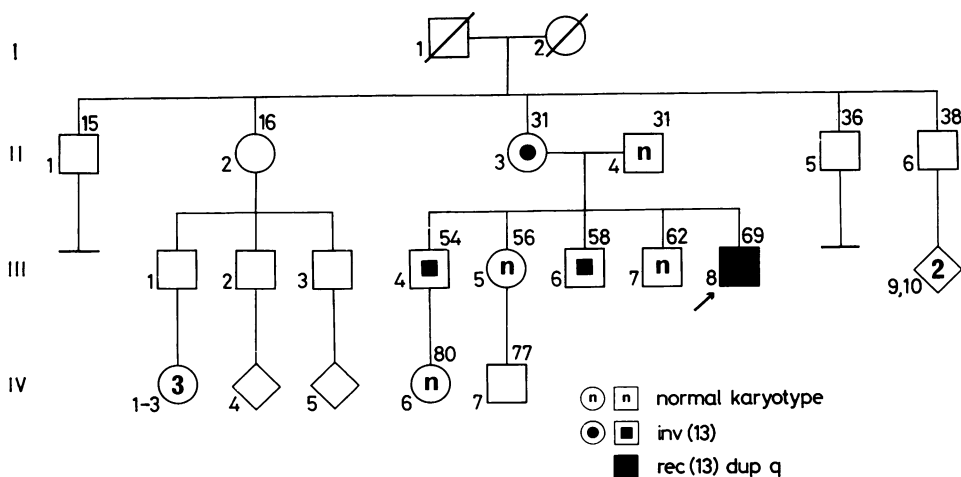 I
1 2
15 16 31 31 36 38
II 1 2 3 4 n 5 6
54 56 58 62 69
III 1 2 3 4 5 n 6 7 n 8 2
9,10
80 77
IV 3 n
1-3 4 5 6 7
n n normal karyotype
inv (13)
rec (13) dup q